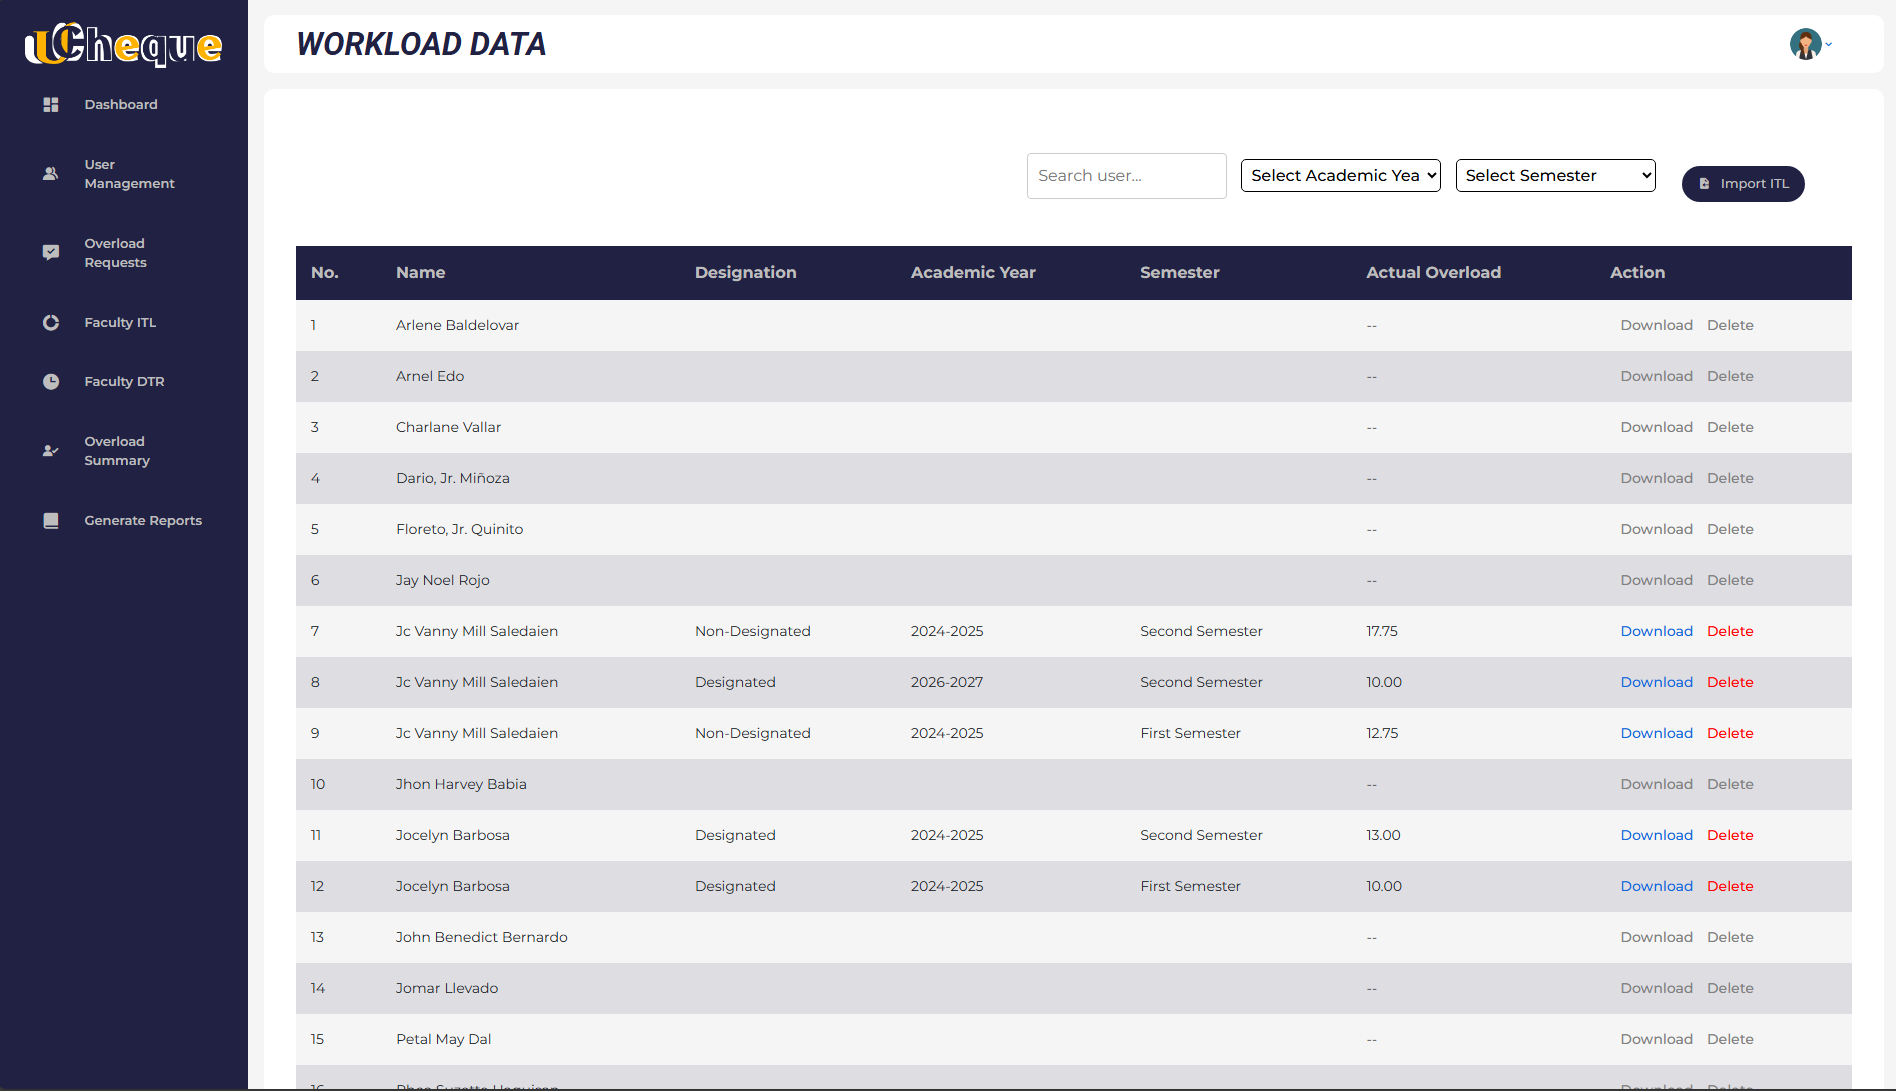 UCheque
WORKLOAD DATA
Dashboard
User
Management
Overload
Requests
Faculty ITL
Faculty DTR
Overload
Summary
Generate Reports
Search user...
Select Academic Yea
Select Semester
Import ITL
No. Name Designation Academic Year Semester Actual Overload Action
1 Arlene Baldelovar -- Download Delete
2 Arnel Edo -- Download Delete
3 Charlane Vallar -- Download Delete
4 Dario, Jr. Miñoza -- Download Delete
5 Floreto, Jr. Quinito -- Download Delete
6 Jay Noel Rojo -- Download Delete
7 Jc Vanny Mill Saledaien Non-Designated 2024-2025 Second Semester 17.75 Download Delete
8 Jc Vanny Mill Saledaien Designated 2026-2027 Second Semester 10.00 Download Delete
9 Jc Vanny Mill Saledaien Non-Designated 2024-2025 First Semester 12.75 Download Delete
10 Jhon Harvey Babia -- Download Delete
11 Jocelyn Barbosa Designated 2024-2025 Second Semester 13.00 Download Delete
12 Jocelyn Barbosa Designated 2024-2025 First Semester 10.00 Download Delete
13 John Benedict Bernardo -- Download Delete
14 Jomar Llevado -- Download Delete
15 Petal May Dal -- Download Delete
16 Download Delete